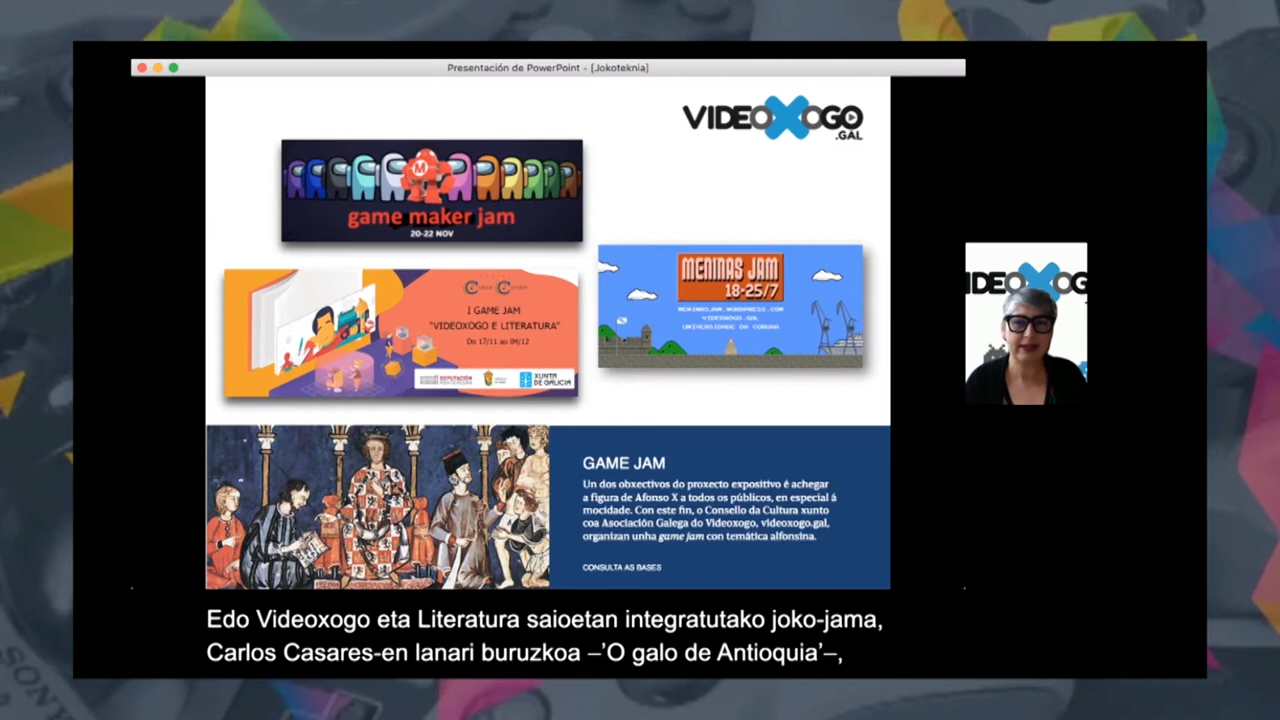 Presentación de PowerPoint - [Jokoteknia]
VIDEOXOGO
.GAL
M
game maker jam
20-22 NOV
MENINAS JAM
18-25/7
MENINASJAM.WORDPRESS.COM
VIDEOXOGO.GAL
UNIVERSIDADE DA CORUÑA
I GAME JAM
"VIDEOXOGO E LITERATURA"
Do 17/11 ao 04/12
DEPUTACIÓN
XUNTA
DE GALICIA
IDEOXOG
GAME JAM
Un dos obxectivos do proxecto expositivo é achegar
a figura de Afonso X a todos os públicos, en especial á
mocidade. Con este fin, o Consello da Cultura xunto
coa Asociación Galega do Videoxogo, videoxogo.gal,
organizan unha game jam con temática alfonsina.
CONSULTA AS BASES
Edo Videoxogo eta Literatura saioetan integratutako joko-jama,
Carlos Casares-en lanari buruzkoa –’O galo de Antioquia’–,
SONY